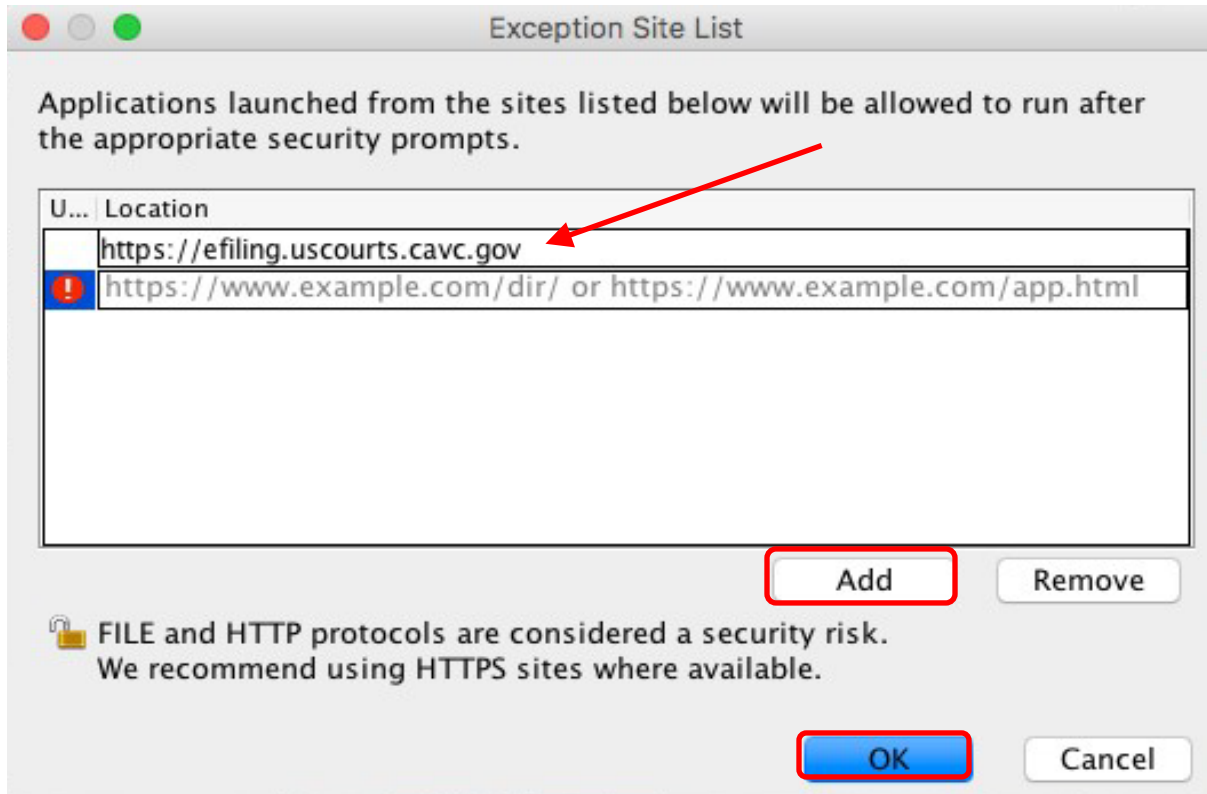 Exception Site List
Applications launched from the sites listed below will be allowed to run after
the appropriate security prompts.
U... Location
https://efiling.uscourts.cavc.gov
https://www.example.com/dir/ or https://www.example.com/app.html
Add Remove
FILE and HTTP protocols are considered a security risk.
We recommend using HTTPS sites where available.
OK Cancel